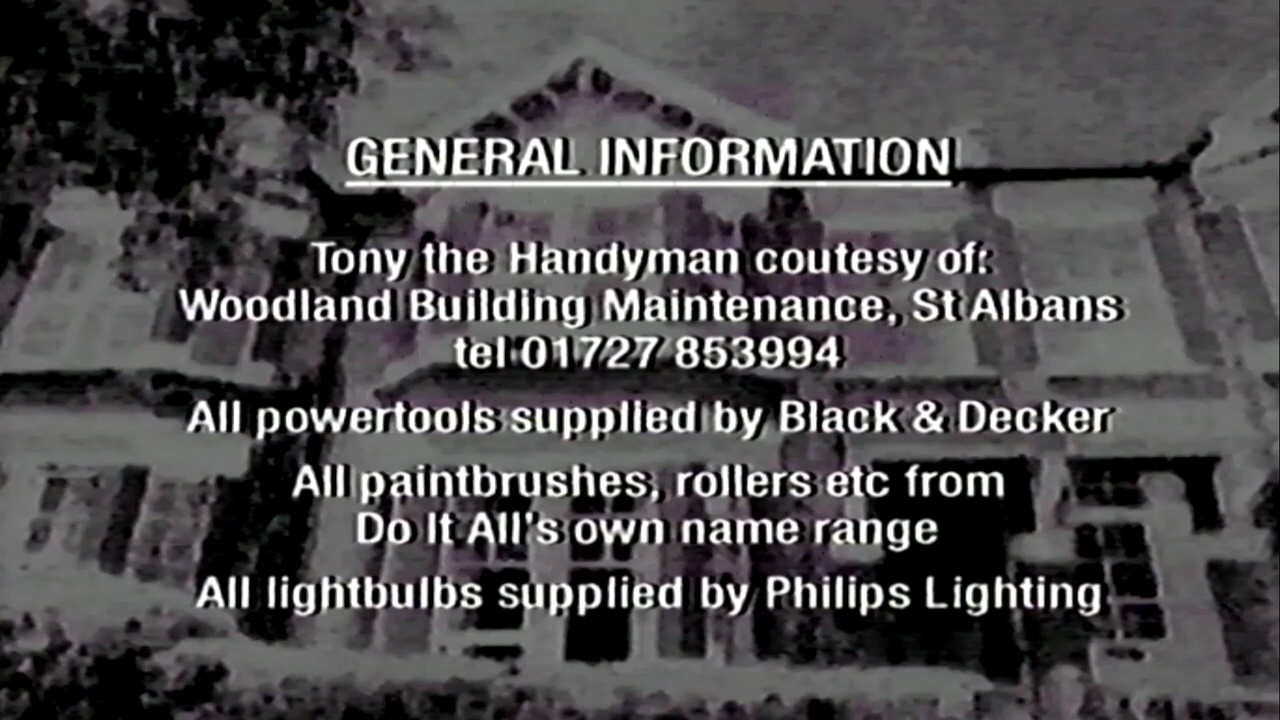 GENERAL INFORMATION
Tony the Handyman coutesy of:
Woodland Building Maintenance, St Albans
tel 01727 853994
All powertools supplied by Black & Decker
All paintbrushes, rollers etc from
Do It All's own name range
All lightbulbs supplied by Philips Lighting